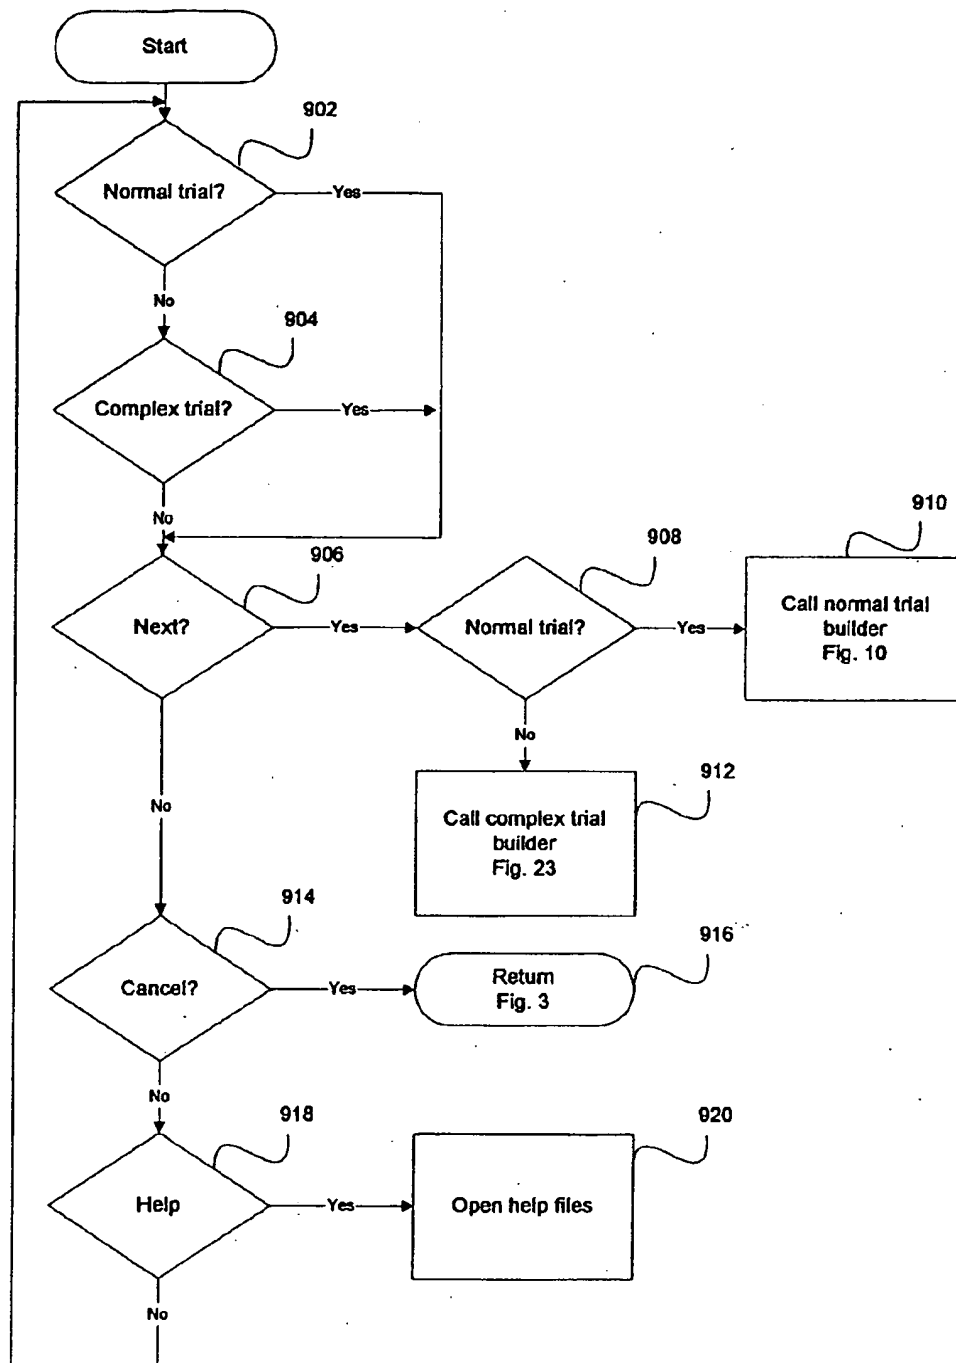 Start
902
Normal trial?
Yes
No
904
Complex trial?
Yes
No
906
Next?
Yes
908
Normal trial?
Yes
910
Call normal trial
builder
Fig. 10
No
912
Call complex trial
builder
Fig. 23
No
914
Cancel?
Yes
916
Return
Fig. 3
No
918
Help
Yes
920
Open help files
No